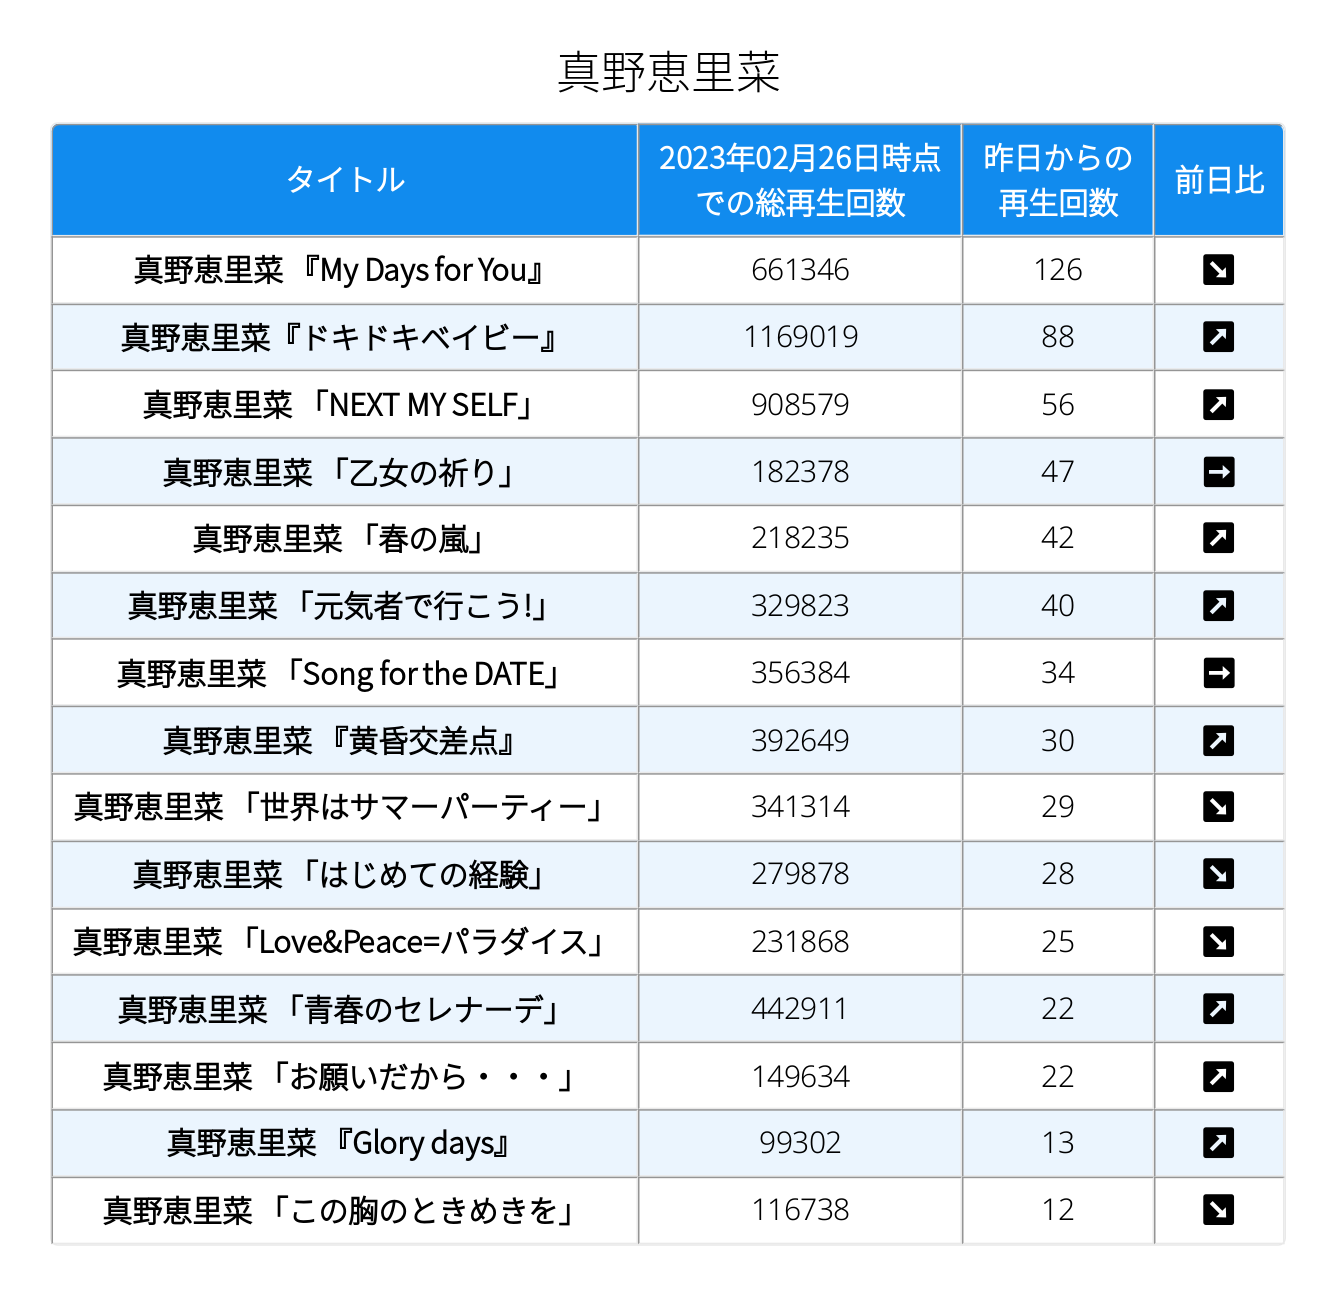 真野恵里菜
タイトル 2023年02月26日時点での総再生回数 昨日からの再生回数 前日比
真野恵里菜 『My Days for You』 661346 126 ↘
真野恵里菜『ドキドキベイビー』 1169019 88 ↗
真野恵里菜 「NEXT MY SELF」 908579 56 ↗
真野恵里菜 「乙女の祈り」 182378 47 →
真野恵里菜 「春の嵐」 218235 42 ↗
真野恵里菜 「元気者で行こう!」 329823 40 ↗
真野恵里菜 「Song for the DATE」 356384 34 →
真野恵里菜 『黄昏交差点』 392649 30 ↗
真野恵里菜 「世界はサマーパーティー」 341314 29 ↘
真野恵里菜 「はじめての経験」 279878 28 ↘
真野恵里菜 「Love&Peace=パラダイス」 231868 25 ↘
真野恵里菜 「青春のセレナーデ」 442911 22 ↗
真野恵里菜 「お願いだから・・・」 149634 22 ↗
真野恵里菜 『Glory days』 99302 13 ↗
真野恵里菜 「この胸のときめきを」 116738 12 ↘